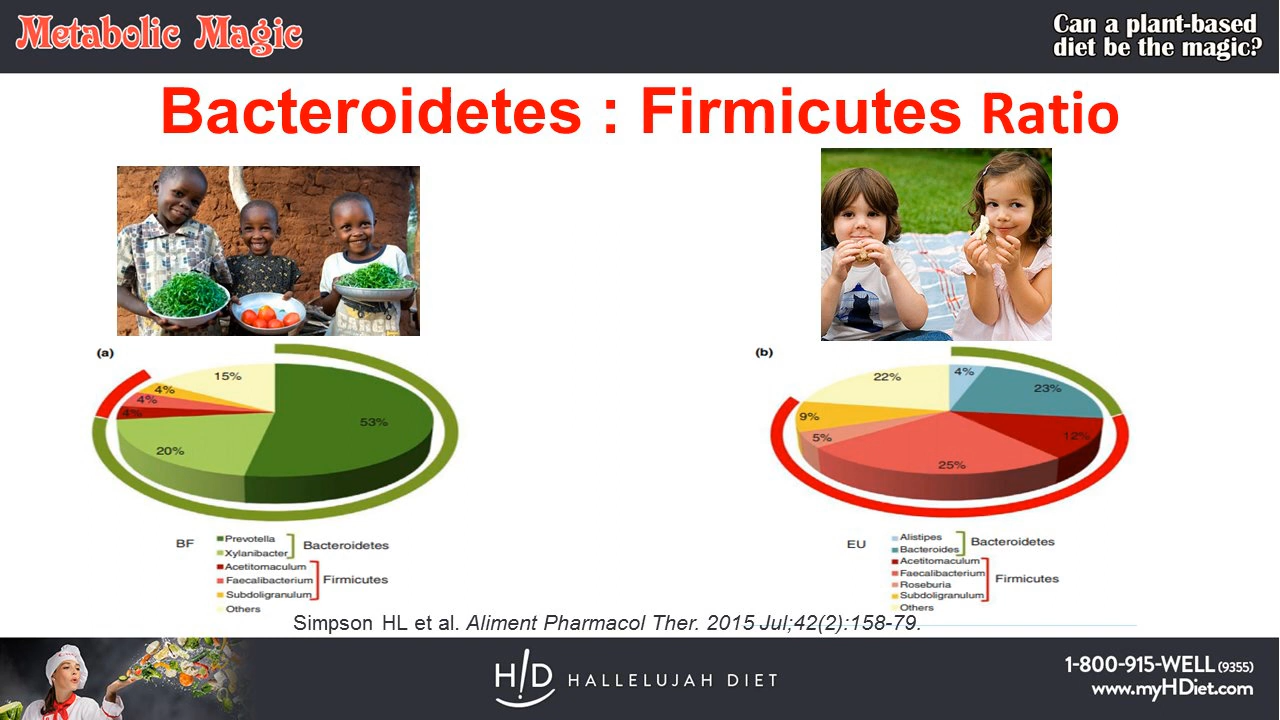 Metabolic Magic
Can a plant-based
diet be the magic?
Bacteroidetes : Firmicutes Ratio
(a)
15%
4%
4%
4%
53%
20%
BF
Prevotella
Xylanibacter
Bacteroidetes
Acetitomaculum
Faecalibacterium
Subdoligranulum
Firmicutes
Others
(b)
4%
22%
23%
9%
5%
12%
25%
EU
Alistipes
Bacteroides
Bacteroidetes
Acetitomaculum
Faecalibacterium
Roseburia
Subdoligranulum
Firmicutes
Others
Simpson HL et al. Aliment Pharmacol Ther. 2015 Jul;42(2):158-79.
H!D HALLELUJAH DIET
1-800-915-WELL (9355)
www.myHDiet.com